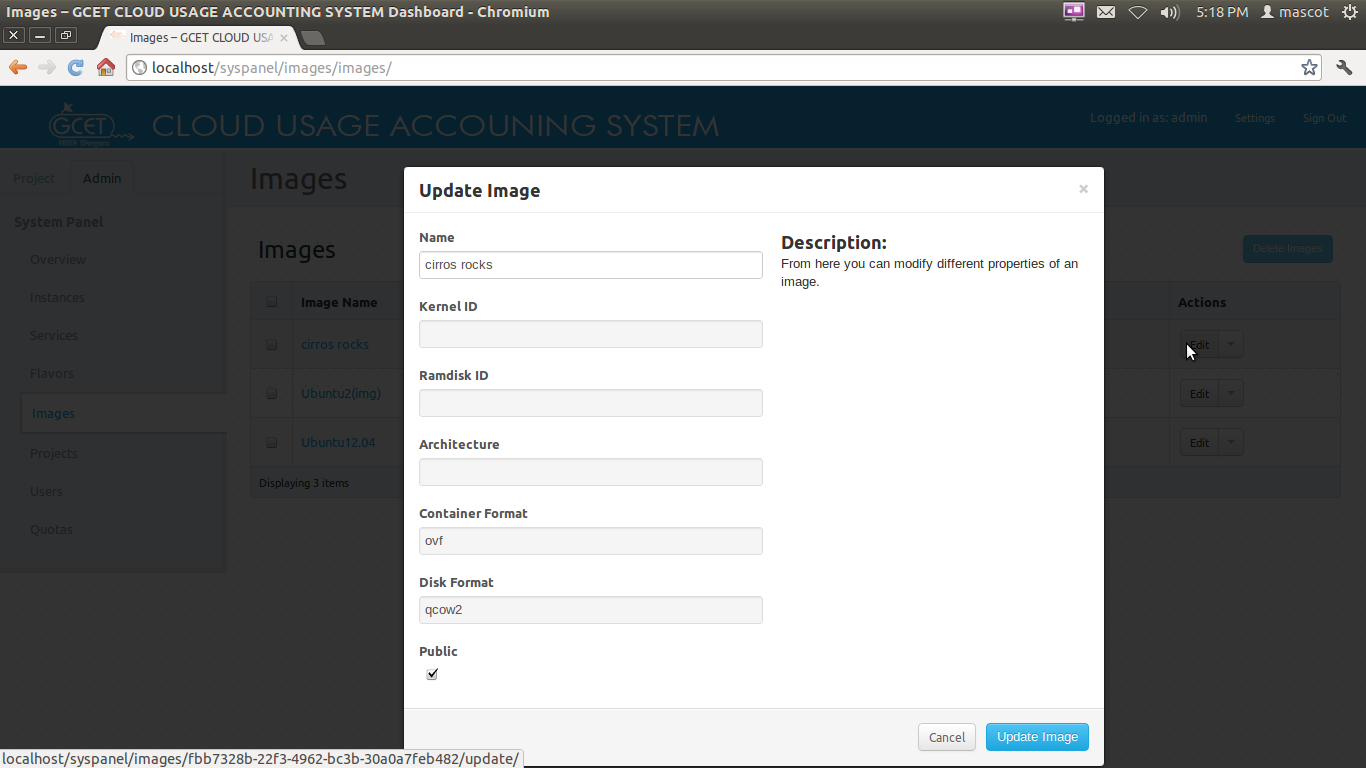 Images – GCET CLOUD USAGE ACCOUNTING SYSTEM Dashboard - Chromium
5:18 PM
mascot
Images – GCET CLOUD USA
localhost/syspanel/images/images/
GCET
CLOUD USAGE ACCOUNING SYSTEM
Logged in as: admin
Settings
Sign Out
Project
Admin
Images
System Panel
Overview
Instances
Services
Flavors
Images
Projects
Users
Quotas
Images
Delete Images
Image Name
Actions
cirros rocks
Edit
Ubuntu2(img)
Edit
Ubuntu12.04
Edit
Displaying 3 items
Update Image
×
Name
cirros rocks
Kernel ID
Ramdisk ID
Architecture
Container Format
ovf
Disk Format
qcow2
Public
Description:
From here you can modify different properties of an
image.
Cancel
Update Image
localhost/syspanel/images/fbb7328b-22f3-4962-bc3b-30a0a7feb482/update/